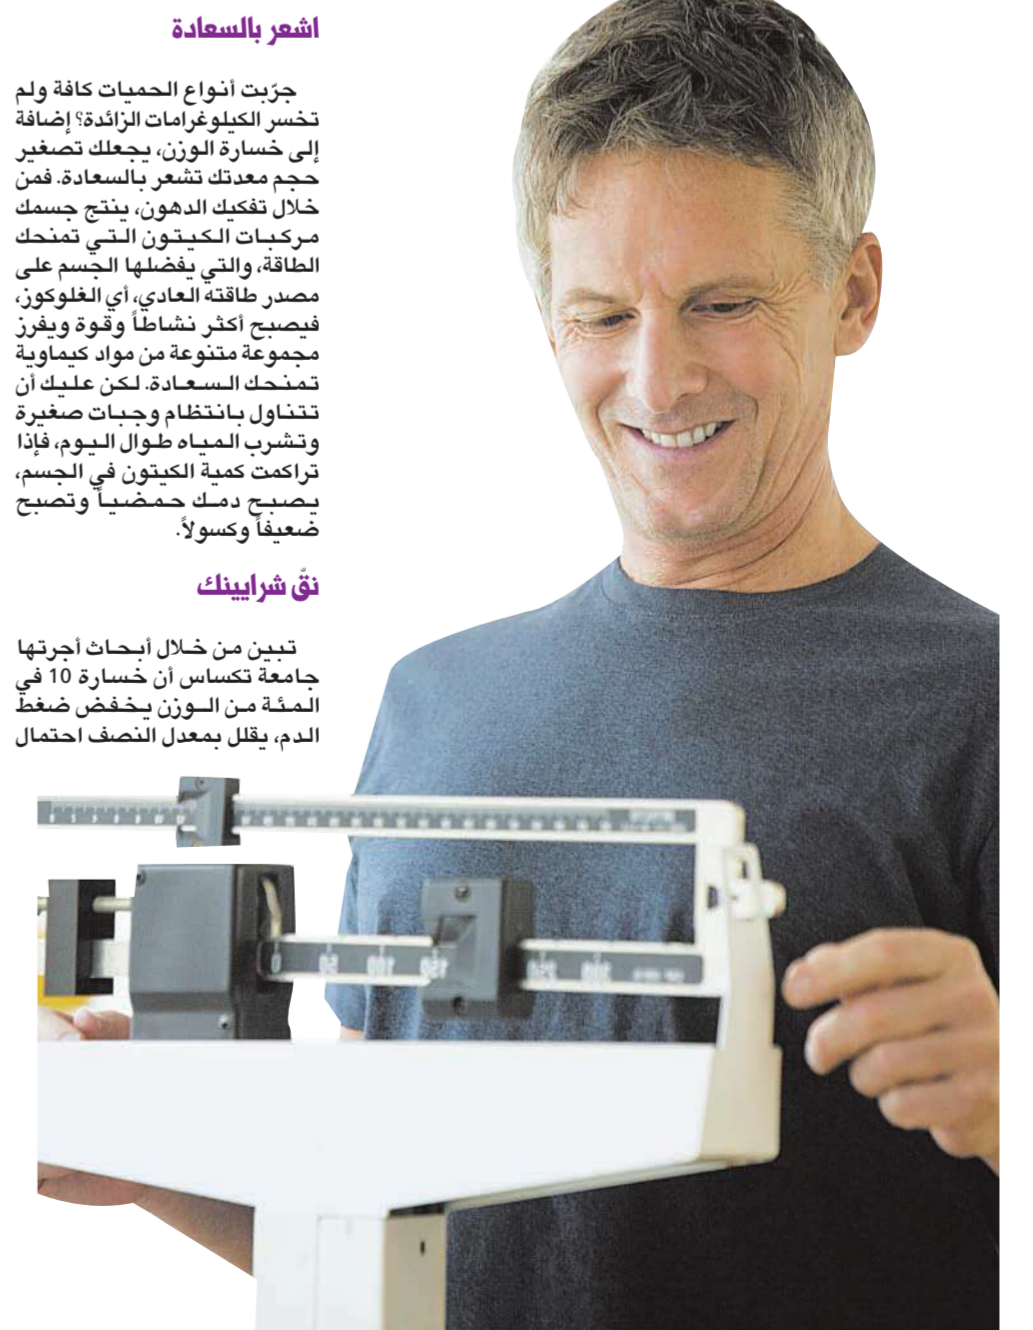 اشعر بالسعادة
جرّبت أنواع الحميات كافة ولم
تخسر الكيلوغرامات الزائدة؟ إضافة
إلى خسارة الوزن، يجعلك تصغير
حجم معدتك تشعر بالسعادة. فمن
خلال تفكيك الدهون، ينتج جسمك
مركبات الكيتون التي تمنحك
الطاقة، والتي يفضلها الجسم على
مصدر طاقته العادي، أي الغلوكوز،
فيصبح أكثر نشاطاً وقوة ويفرز
مجموعة متنوعة من مواد كيماوية
تمنحك السعادة. لكن عليك أن
تتناول بانتظام وجبات صغيرة
وتشرب المياه طوال اليوم، فإذا
تراكمت كمية الكيتون في الجسم،
يصبح دمك حمضياً وتصبح
ضعيفاً وكسولاً.
نقّ شرايينك
تبين من خلال أبحاث أجرتها
جامعة تكساس أن خسارة 10 في
المئة من الوزن يخفض ضغط
الدم، يقلل بمعدل النصف احتمال